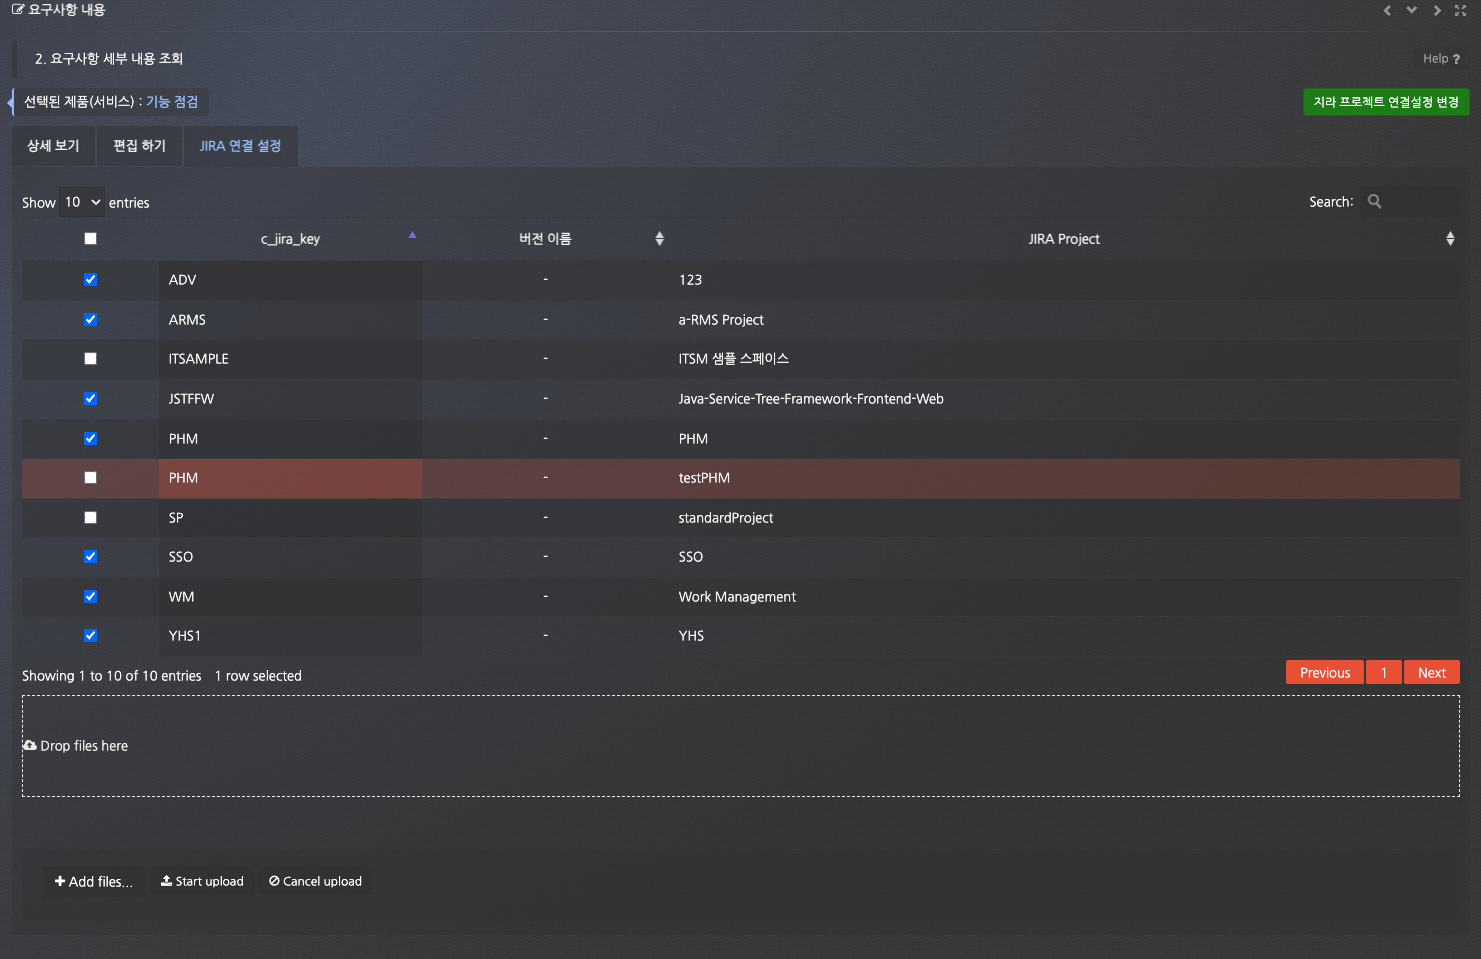 요구사항 내용
2. 요구사항 세부 내용 조회
Help ?
선택된 제품(서비스) : 기능 점검
지라 프로젝트 연결설정 변경
상세 보기 편집 하기 JIRA 연결 설정
Show 10 entries
Search:
c_jira_key 버전 이름 JIRA Project
ADV - 123
ARMS - a-RMS Project
ITSAMPLE - ITSM 샘플 스페이스
JSTFFW - Java-Service-Tree-Framework-Frontend-Web
PHM - PHM
PHM - testPHM
SP - standardProject
SSO - SSO
WM - Work Management
YHS1 - YHS
Showing 1 to 10 of 10 entries 1 row selected
Previous 1 Next
Drop files here
+ Add files... Start upload Cancel upload